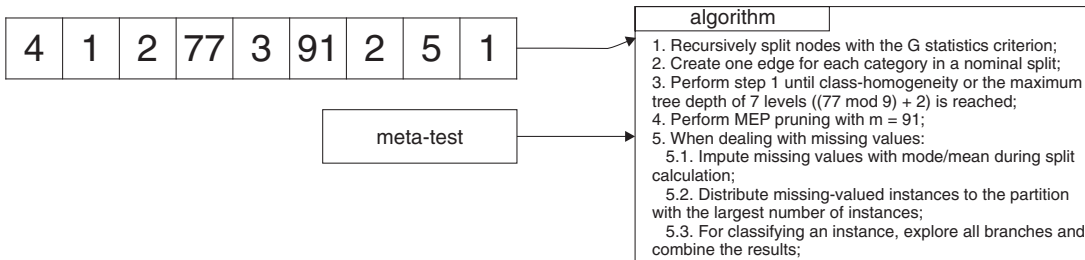 4 1 2 77 3 91 2 5 1
meta-test
algorithm
1. Recursively split nodes with the G statistics criterion;
2. Create one edge for each category in a nominal split;
3. Perform step 1 until class-homogeneity or the maximum
tree depth of 7 levels ((77 mod 9) + 2) is reached;
4. Perform MEP pruning with m = 91;
5. When dealing with missing values:
5.1. Impute missing values with mode/mean during split
calculation;
5.2. Distribute missing-valued instances to the partition
with the largest number of instances;
5.3. For classifying an instance, explore all branches and
combine the results;